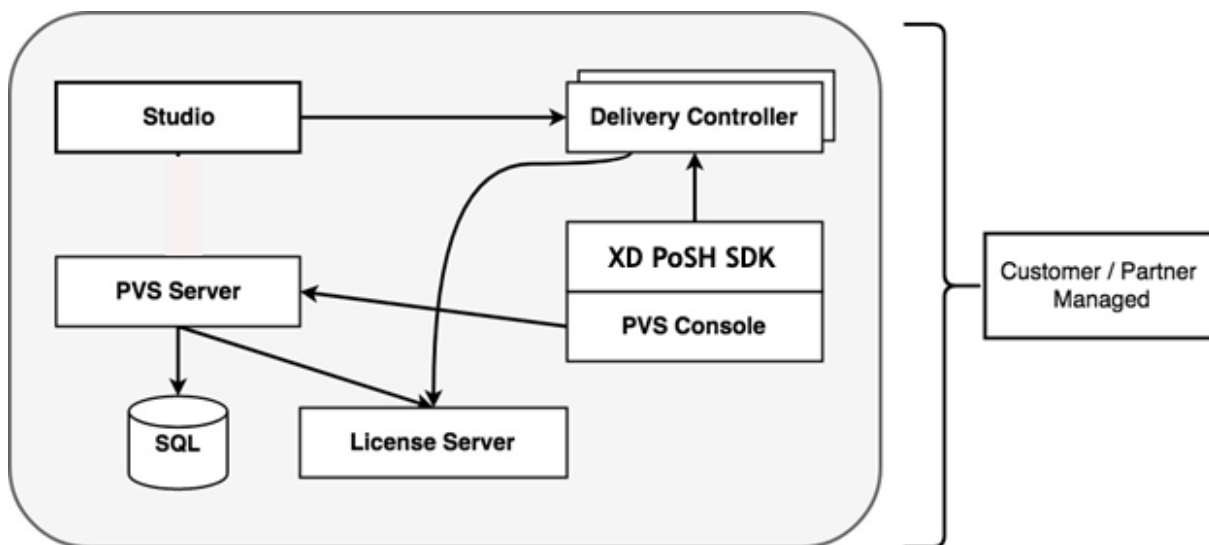 Studio
Delivery Controller
XD PoSH SDK
PVS Server
PVS Console
Customer / Partner
Managed
SQL
License Server